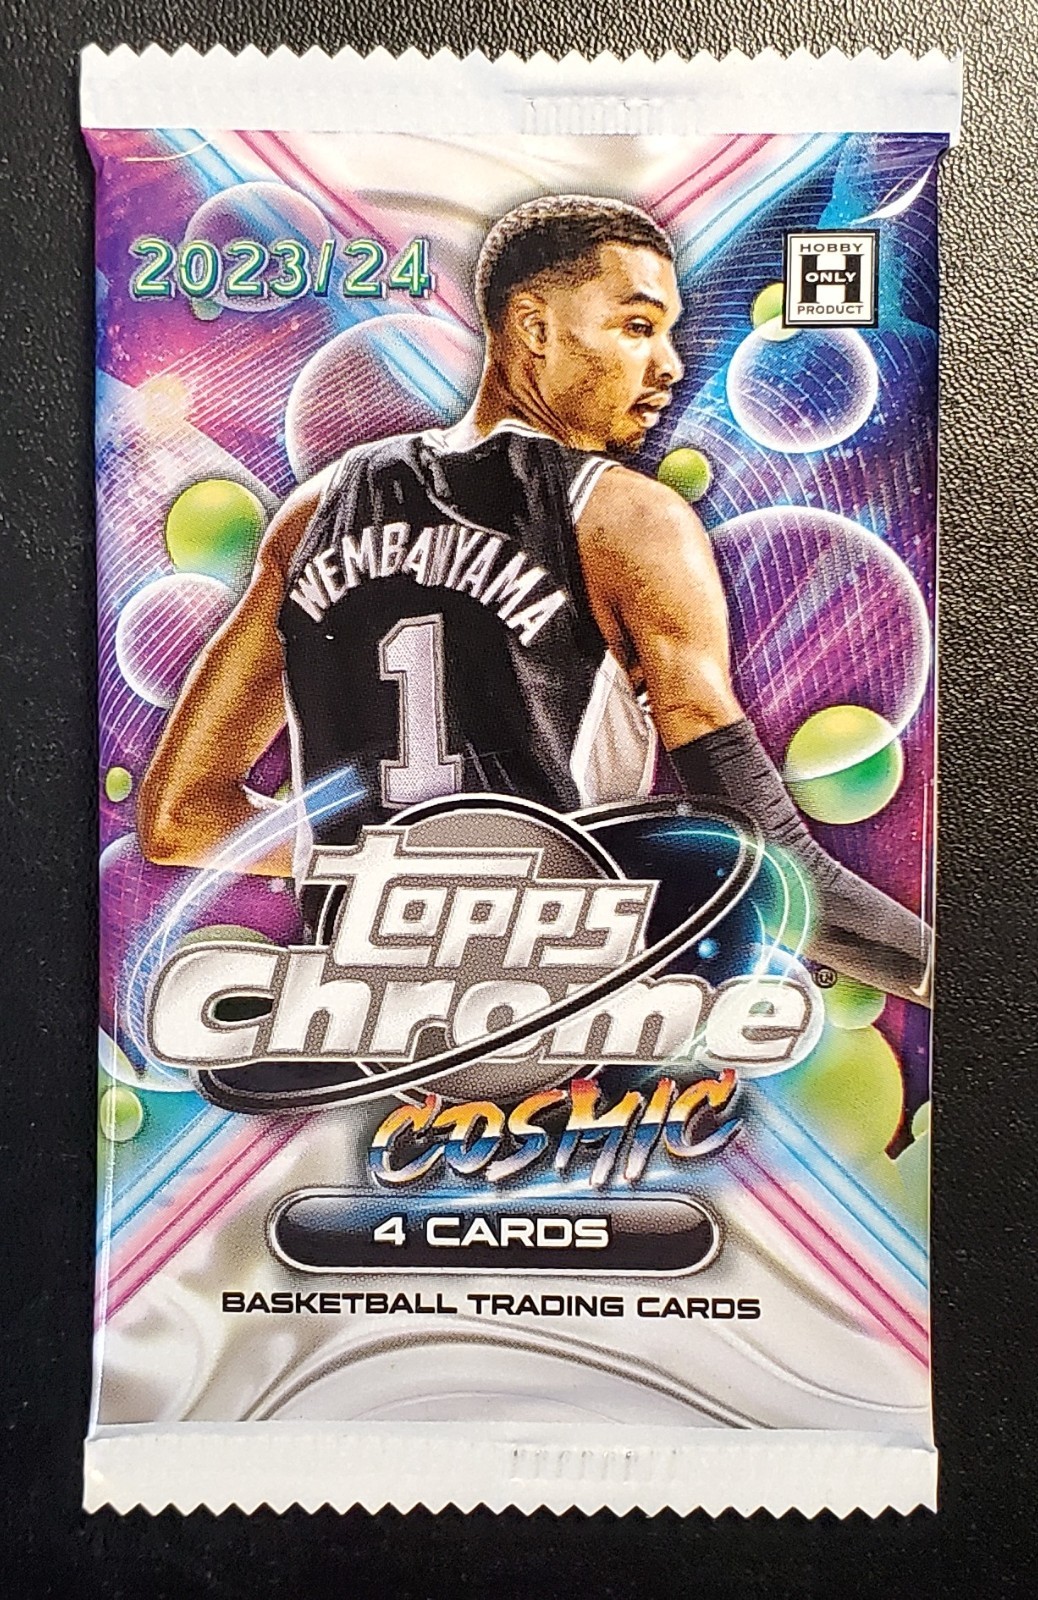 2023/24
HOBBY
ONLY
H
PRODUCT
WEMBANYAMA
1
topps
Chrome®
COSMIC
4 CARDS
BASKETBALL TRADING CARDS